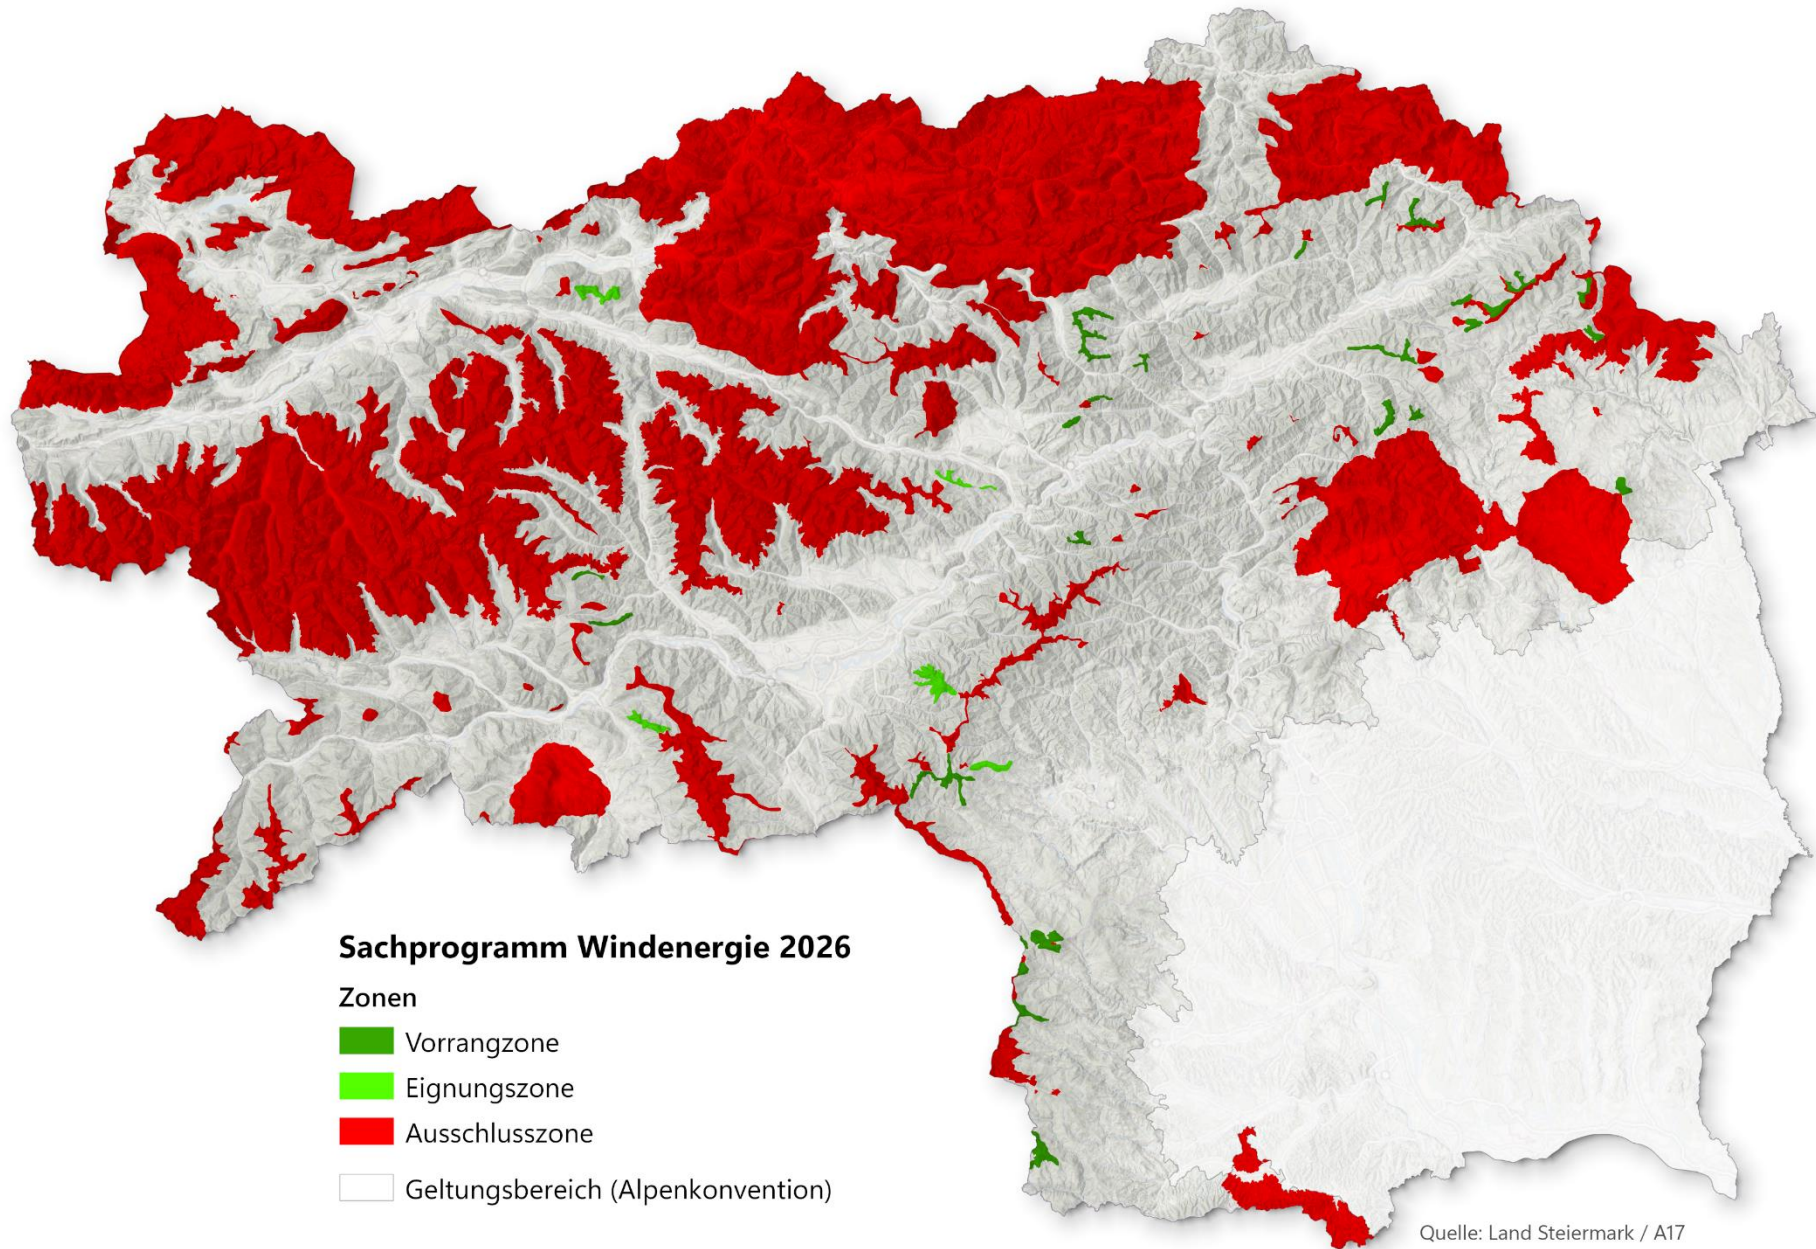 Sachprogramm Windenergie 2026
Zonen
Vorrangzone
Eignungszone
Ausschlusszone
Geltungsbereich (Alpenkonvention)
Quelle: Land Steiermark / A17